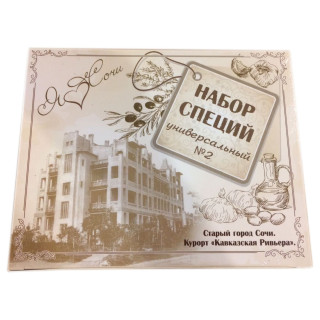 Я ❤ Сочи
НАБОР
СПЕЦИЙ
универсальный
№2
Старый город Сочи.
Курорт «Кавказская Ривьера».